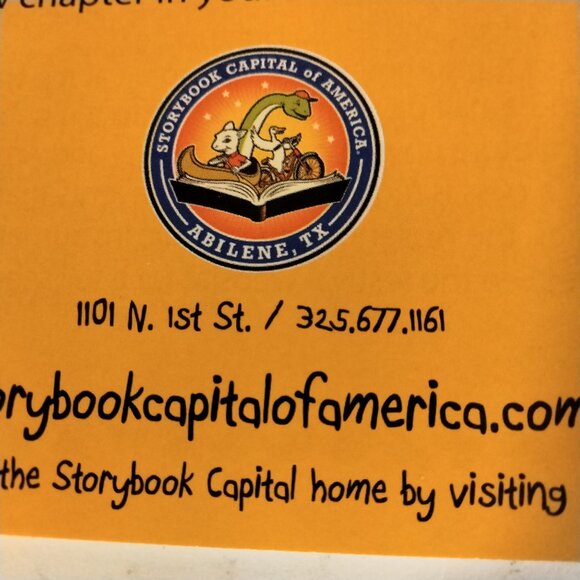 chapter in
STORYBOOK CAPITAL of AMERICA.
ABILENE, TX
1101 N. 1st St. / 325.677.1161
orybookcapitalofamerica.com
the Storybook Capital home by visiting